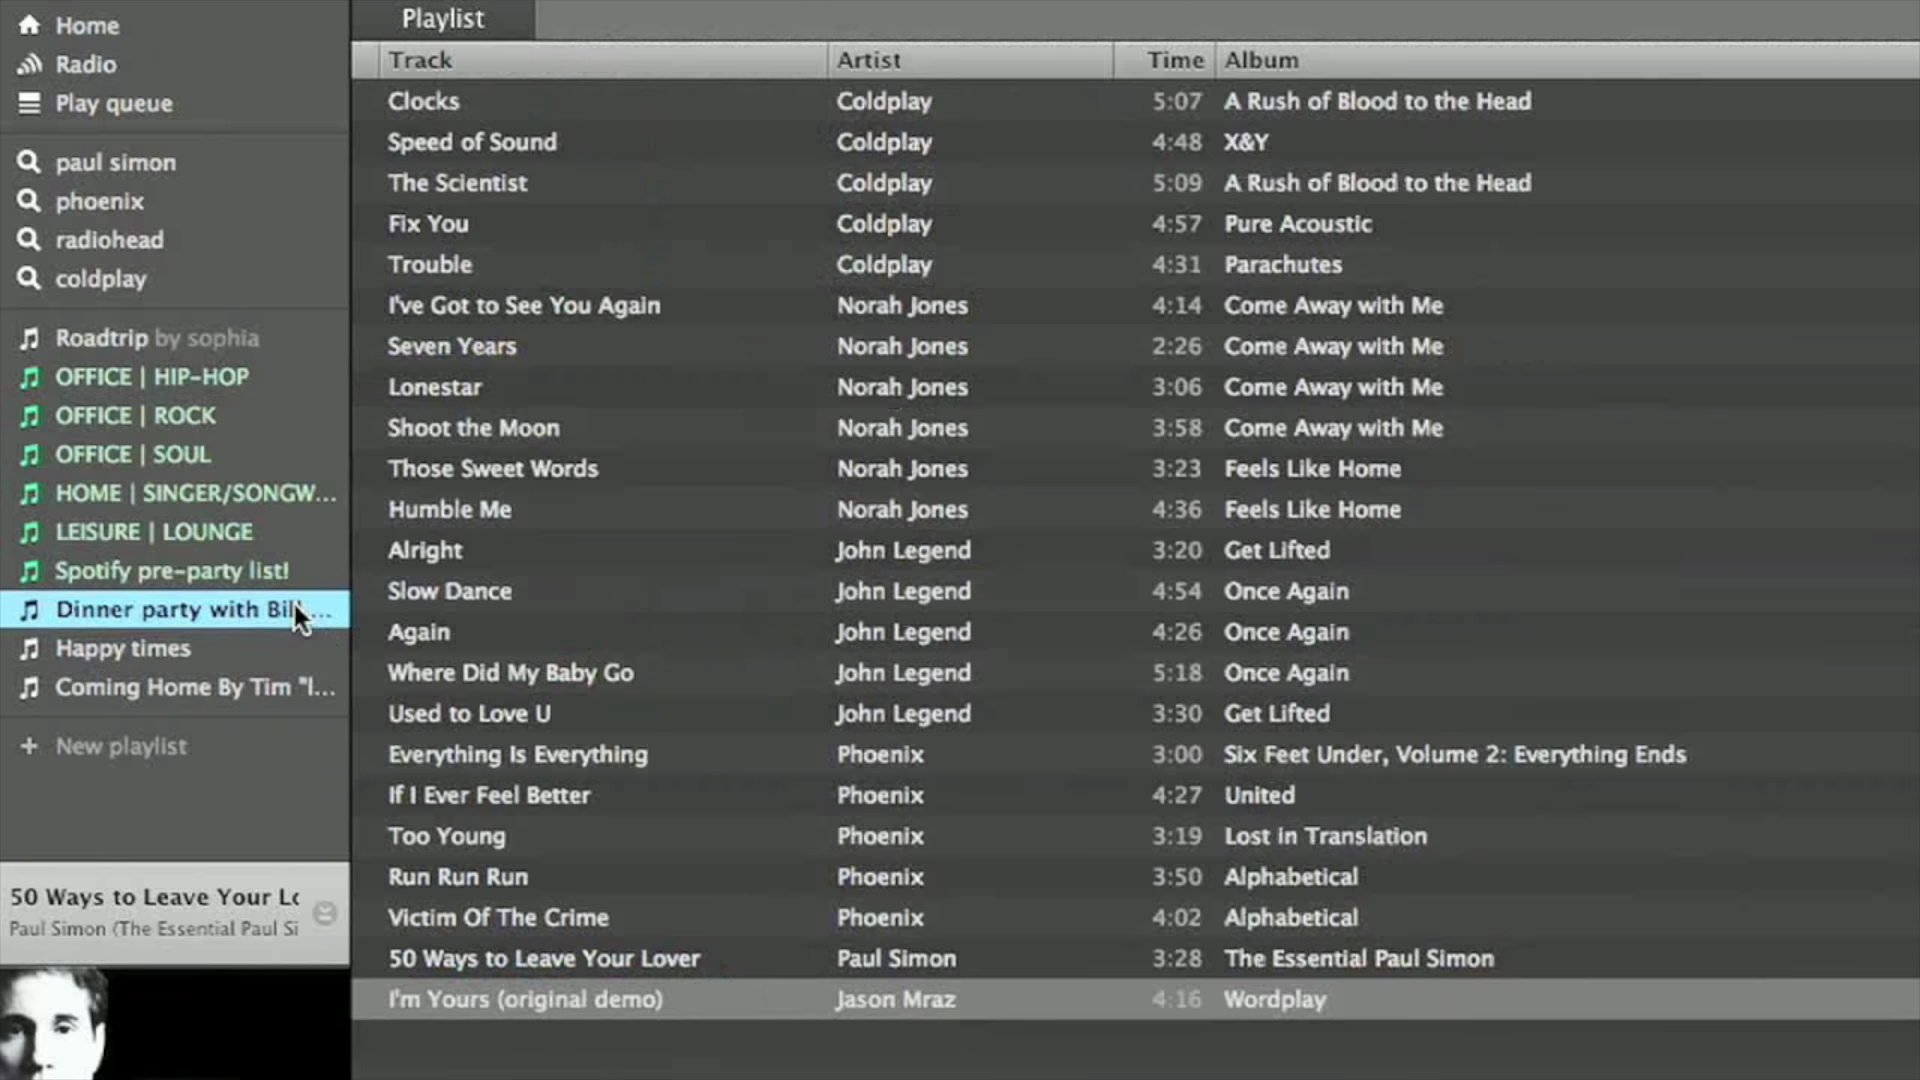 Home
Radio
Play queue
paul simon
phoenix
radiohead
coldplay
Roadtrip by sophia
OFFICE | HIP-HOP
OFFICE | ROCK
OFFICE | SOUL
HOME | SINGER/SONGW...
LEISURE | LOUNGE
Spotify pre-party list!
Dinner party with Bil...
Happy times
Coming Home By Tim "I...
+ New playlist
50 Ways to Leave Your Lo
Paul Simon (The Essential Paul Si
Playlist
Track Artist Time Album
Clocks Coldplay 5:07 A Rush of Blood to the Head
Speed of Sound Coldplay 4:48 X&Y
The Scientist Coldplay 5:09 A Rush of Blood to the Head
Fix You Coldplay 4:57 Pure Acoustic
Trouble Coldplay 4:31 Parachutes
I've Got to See You Again Norah Jones 4:14 Come Away with Me
Seven Years Norah Jones 2:26 Come Away with Me
Lonestar Norah Jones 3:06 Come Away with Me
Shoot the Moon Norah Jones 3:58 Come Away with Me
Those Sweet Words Norah Jones 3:23 Feels Like Home
Humble Me Norah Jones 4:36 Feels Like Home
Alright John Legend 3:20 Get Lifted
Slow Dance John Legend 4:54 Once Again
Again John Legend 4:26 Once Again
Where Did My Baby Go John Legend 5:18 Once Again
Used to Love U John Legend 3:30 Get Lifted
Everything Is Everything Phoenix 3:00 Six Feet Under, Volume 2: Everything Ends
If I Ever Feel Better Phoenix 4:27 United
Too Young Phoenix 3:19 Lost in Translation
Run Run Run Phoenix 3:50 Alphabetical
Victim Of The Crime Phoenix 4:02 Alphabetical
50 Ways to Leave Your Lover Paul Simon 3:28 The Essential Paul Simon
I'm Yours (original demo) Jason Mraz 4:16 Wordplay